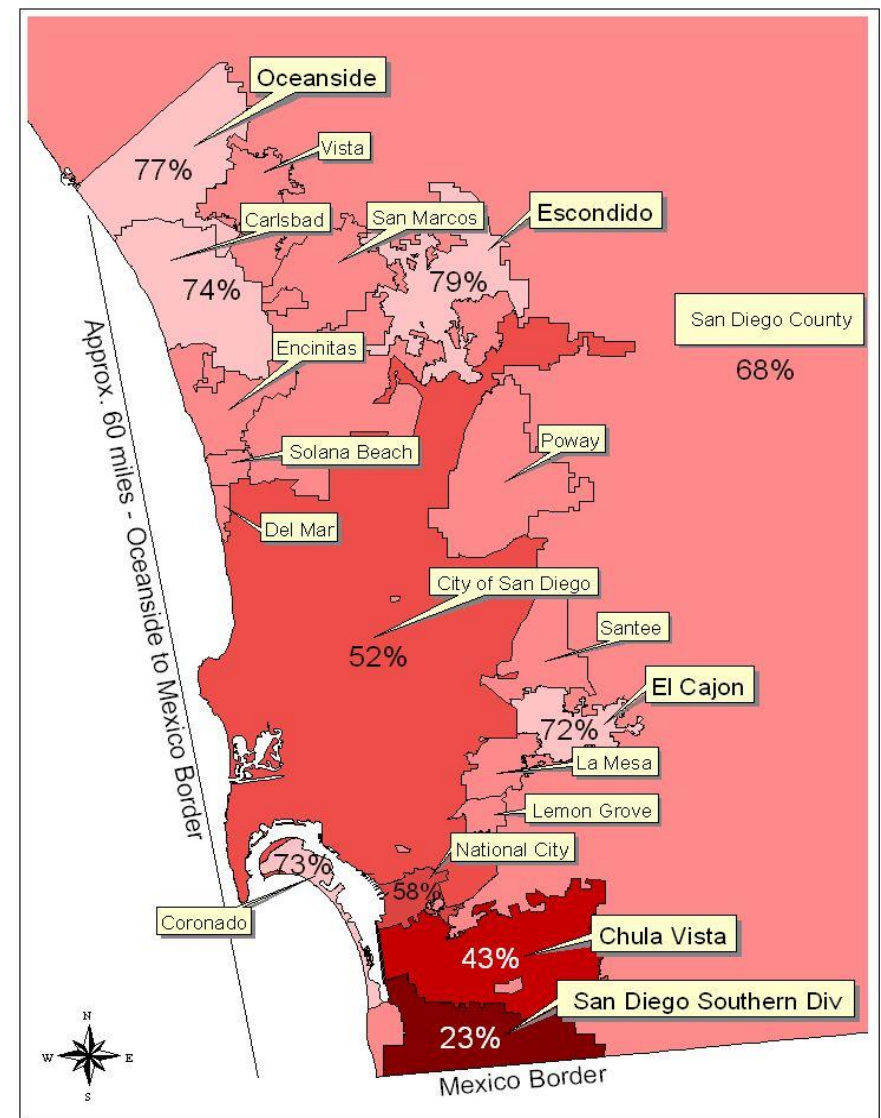 Oceanside
Vista
77%
Carlsbad
San Marcos
Escondido
74%
79%
San Diego County
68%
Encinitas
Approx. 60 miles - Oceanside to Mexico Border
Solana Beach
Poway
Del Mar
City of San Diego
52%
Santee
El Cajon
72%
La Mesa
Lemon Grove
National City
73%
58%
Coronado
Chula Vista
43%
San Diego Southern Div
23%
Mexico Border
N
W
E
S